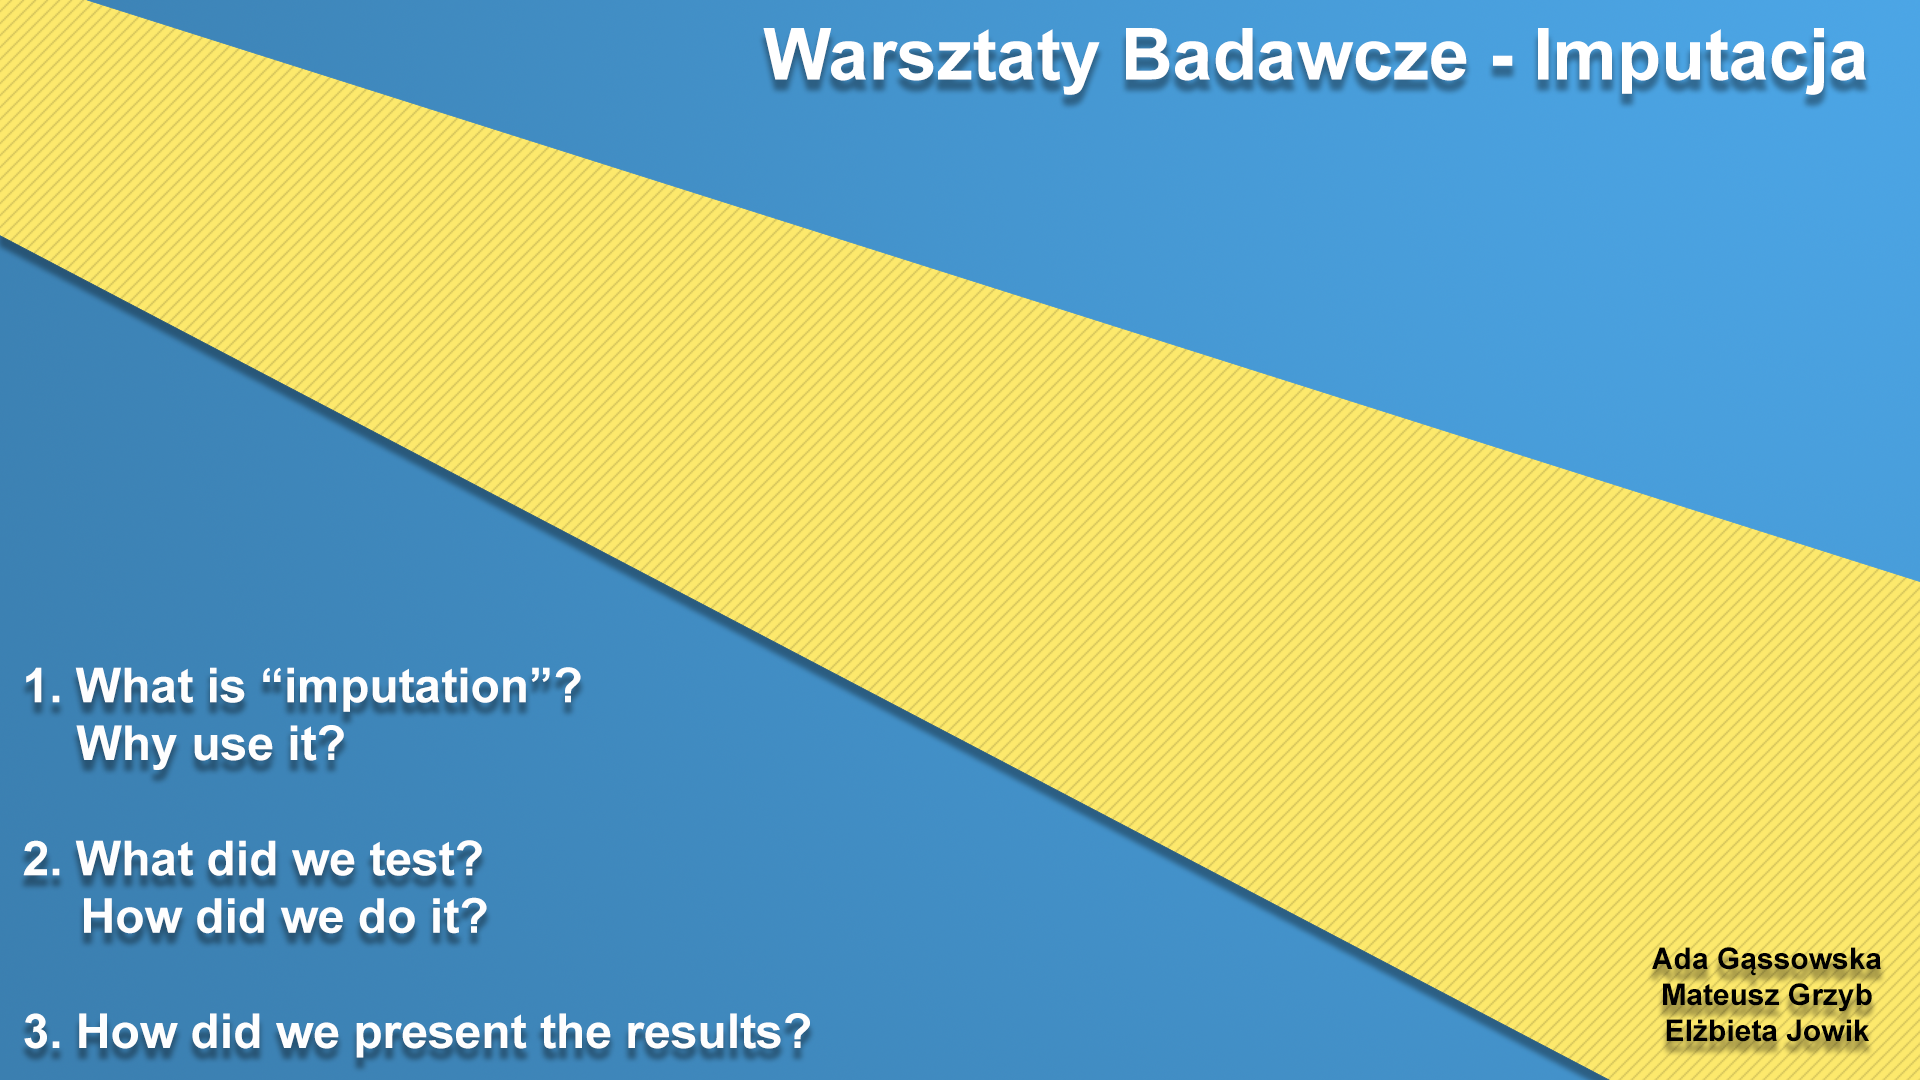 Warsztaty Badawcze - Imputacja
1. What is “imputation”?
Why use it?
2. What did we test?
How did we do it?
3. How did we present the results?
Ada Gąssowska
Mateusz Grzyb
Elżbieta Jowik